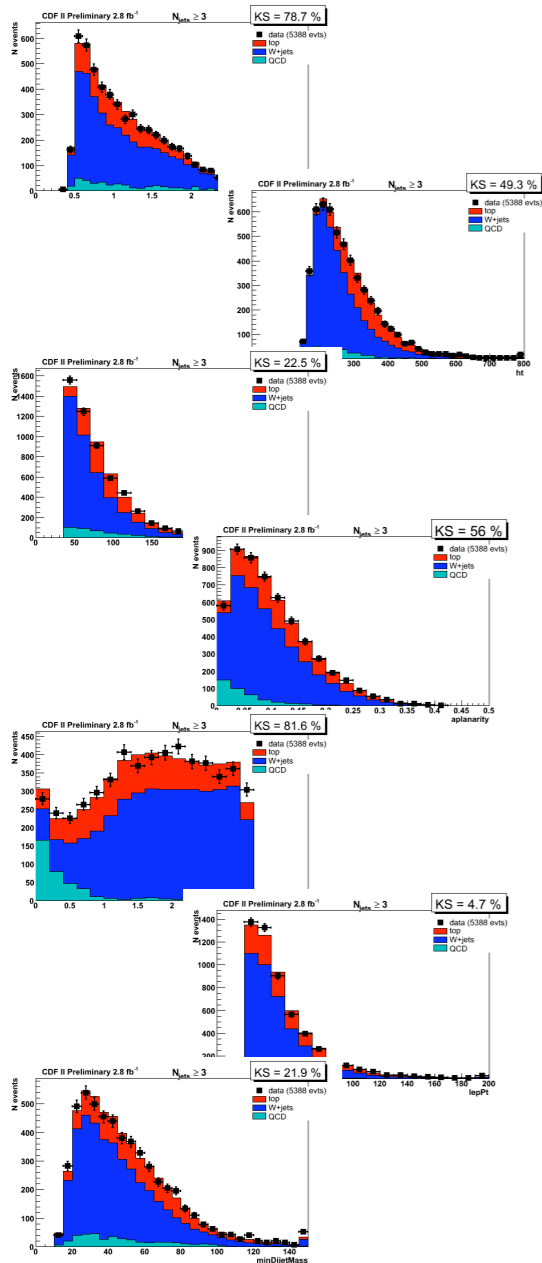 CDF II Preliminary 2.8 fb⁻¹ N_jets ≥ 3 KS = 78.7 %
N events
data (5388 evts)
top
W+jets
QCD
600
500
400
300
200
100
0
0 0.5 1 1.5 2
CDF II Preliminary 2.8 fb⁻¹ N_jets ≥ 3 KS = 49.3 %
N events
data (5388 evts)
top
W+jets
QCD
600
500
400
300
200
100
300 400 500 600 700 800
ht
CDF II Preliminary 2.8 fb⁻¹ N_jets ≥ 3 KS = 22.5 %
N events
data (5388 evts)
top
W+jets
QCD
1600
1400
1200
1000
800
600
400
200
0
0 50 100 150
CDF II Preliminary 2.8 fb⁻¹ N_jets ≥ 3 KS = 56 %
N events
data (5388 evts)
top
W+jets
QCD
900
800
700
600
500
400
300
200
100
0
0 0.05 0.1 0.15 0.2 0.25 0.3 0.35 0.4 0.45 0.5
aplanarity
CDF II Preliminary 2.8 fb⁻¹ N_jets ≥ 3 KS = 81.6 %
N events
data (5388 evts)
top
W+jets
QCD
450
400
350
300
250
200
150
100
50
0
0 0.5 1 1.5 2
CDF II Preliminary 2.8 fb⁻¹ N_jets ≥ 3 KS = 4.7 %
N events
data (5388 evts)
top
W+jets
QCD
1400
1200
1000
800
600
400
200
100 120 140 160 180 200
lepPt
CDF II Preliminary 2.8 fb⁻¹ N_jets ≥ 3 KS = 21.9 %
N events
data (5388 evts)
top
W+jets
QCD
500
400
300
200
100
0
0 20 40 60 80 100 120 140
minDijetMass